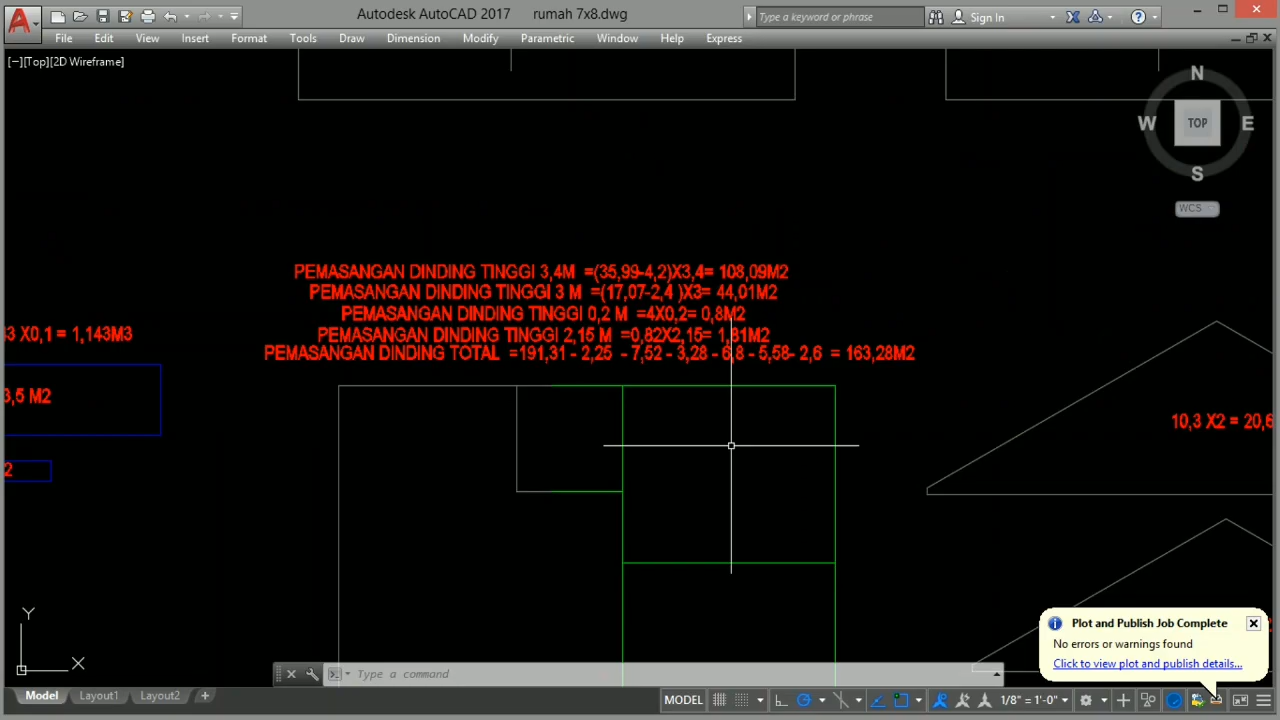 Autodesk AutoCAD 2017 rumah 7x8.dwg
Type a keyword or phrase
Sign In
File Edit View Insert Format Tools Draw Dimension Modify Parametric Window Help Express
[−][Top][2D Wireframe]
N
W TOP E
S
WCS
PEMASANGAN DINDING TINGGI 3,4M =(35,99-4,2)X3,4= 108,09M2
PEMASANGAN DINDING TINGGI 3 M =(17,07-2,4 )X3= 44,01M2
PEMASANGAN DINDING TINGGI 0,2 M =4X0,2= 0,8M2
PEMASANGAN DINDING TINGGI 2,15 M =0,82X2,15=
PEMASANGAN DINDING TOTAL =191,31 - 2,25 - 7,52 - 3,28 - - 5,58- 2,6 = 163,28M2
3 X0,1 = 1,143M3
3,5 M2
2
10,3 X2 = 20,6
Y
X
Plot and Publish Job Complete
No errors or warnings found
Click to view plot and publish details...
Type a command
Model Layout1 Layout2 +
MODEL
1/8" = 1'-0"